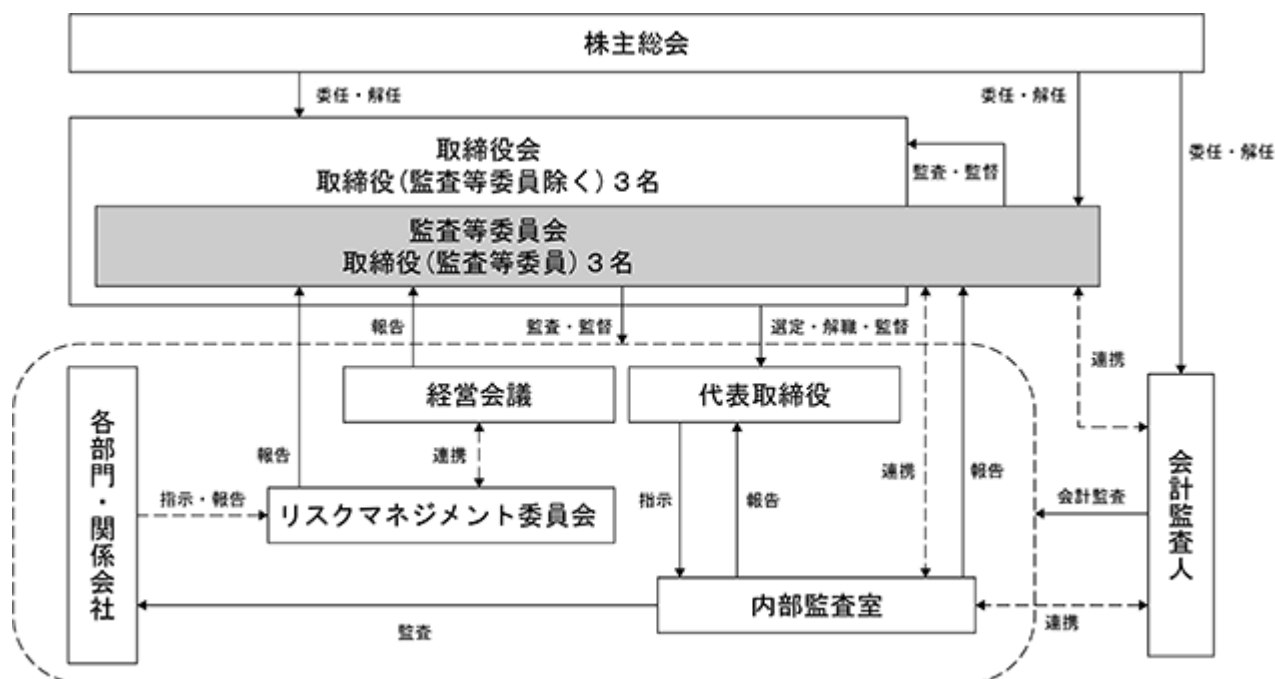 株主総会
委任・解任
委任・解任
委任・解任
取締役会
取締役(監査等委員除く)3名
監査・監督
監査等委員会
取締役(監査等委員)3名
報告
監査・監督
選定・解職・監督
連携
経営会議
代表取締役
各部門・関係会社
報告
連携
指示
報告
連携
報告
指示・報告
リスクマネジメント委員会
会計監査
会計監査人
内部監査室
監査
連携